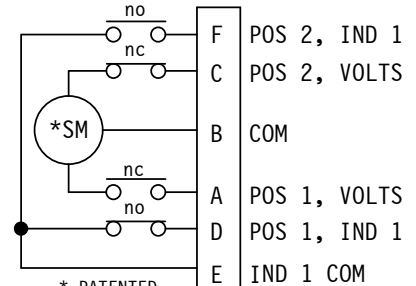 no
F POS 2, IND 1
nc
C POS 2, VOLTS
*SM
B COM
nc
A POS 1, VOLTS
no
D POS 1, IND 1
E IND 1 COM
* PATENTED